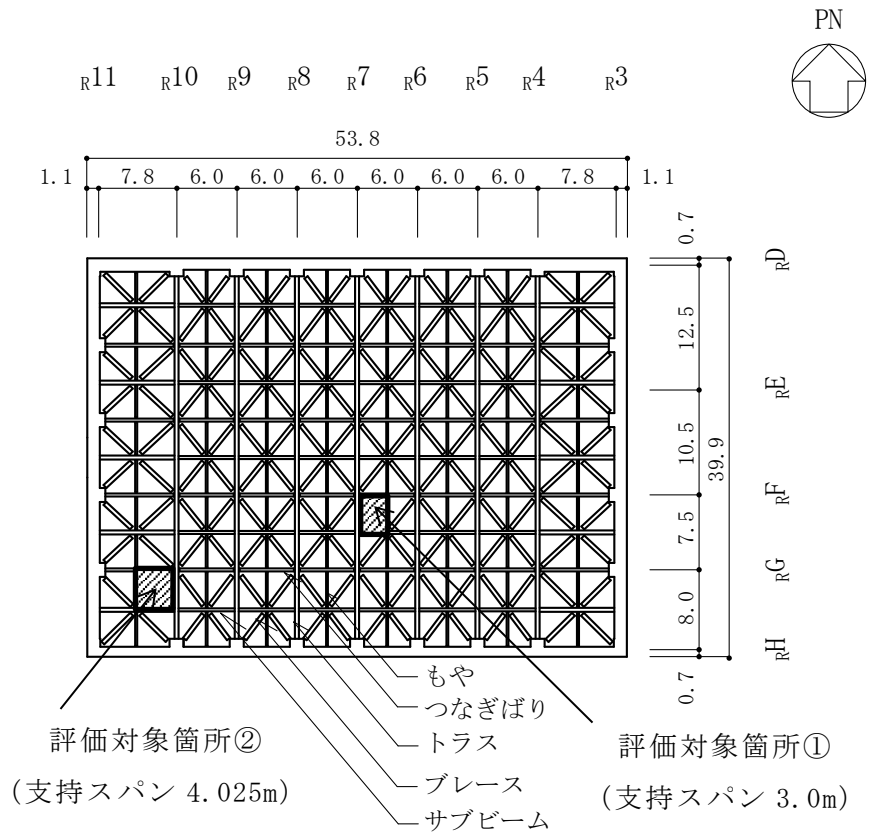 PN
R11 R10 R9 R8 R7 R6 R5 R4 R3
53.8
1.1 7.8 6.0 6.0 6.0 6.0 6.0 6.0 7.8 1.1
0.7
RD
12.5
RE
10.5
39.9
RF
7.5
RG
8.0
RH
0.7
もや
つなぎばり
トラス
ブレース
サブビーム
評価対象箇所②
(支持スパン 4.025m)
評価対象箇所①
(支持スパン 3.0m)